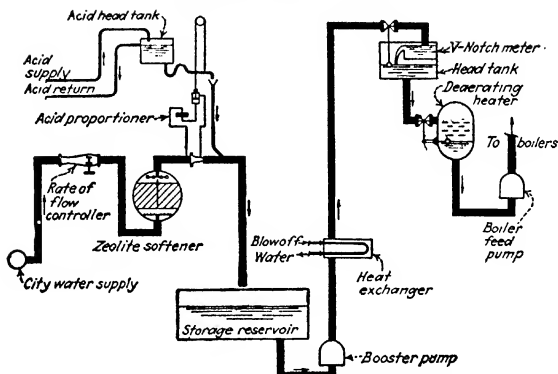 Acid head tank
Acid
supply
Acid return
Acid proportioner
Rate of
flow
controller
Zeolite softener
City water supply
Storage reservoir
Blowoff
Water
Heat
exchanger
Booster pump
V-Notch meter
Head tank
Deaerating
heater
To boilers
Boiler
feed
pump